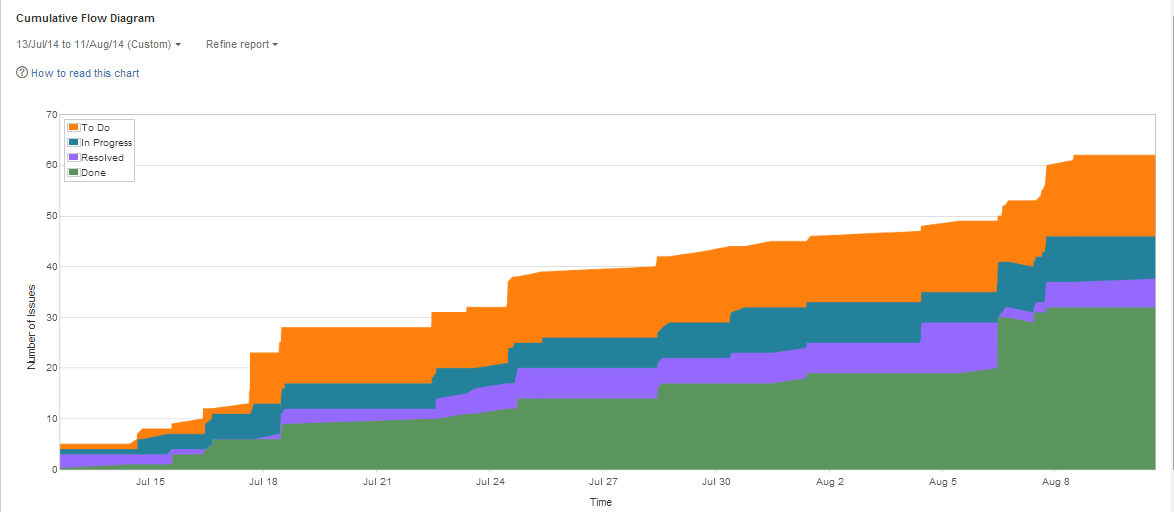 Cumulative Flow Diagram
13/Jul/14 to 11/Aug/14 (Custom) Refine report
? How to read this chart
70
To Do
In Progress
60
Resolved
Done
50
40
30
20
10
0
Number of Issues
Jul 15 Jul 18 Jul 21 Jul 24 Jul 27 Jul 30 Aug 2 Aug 5 Aug 8
Time